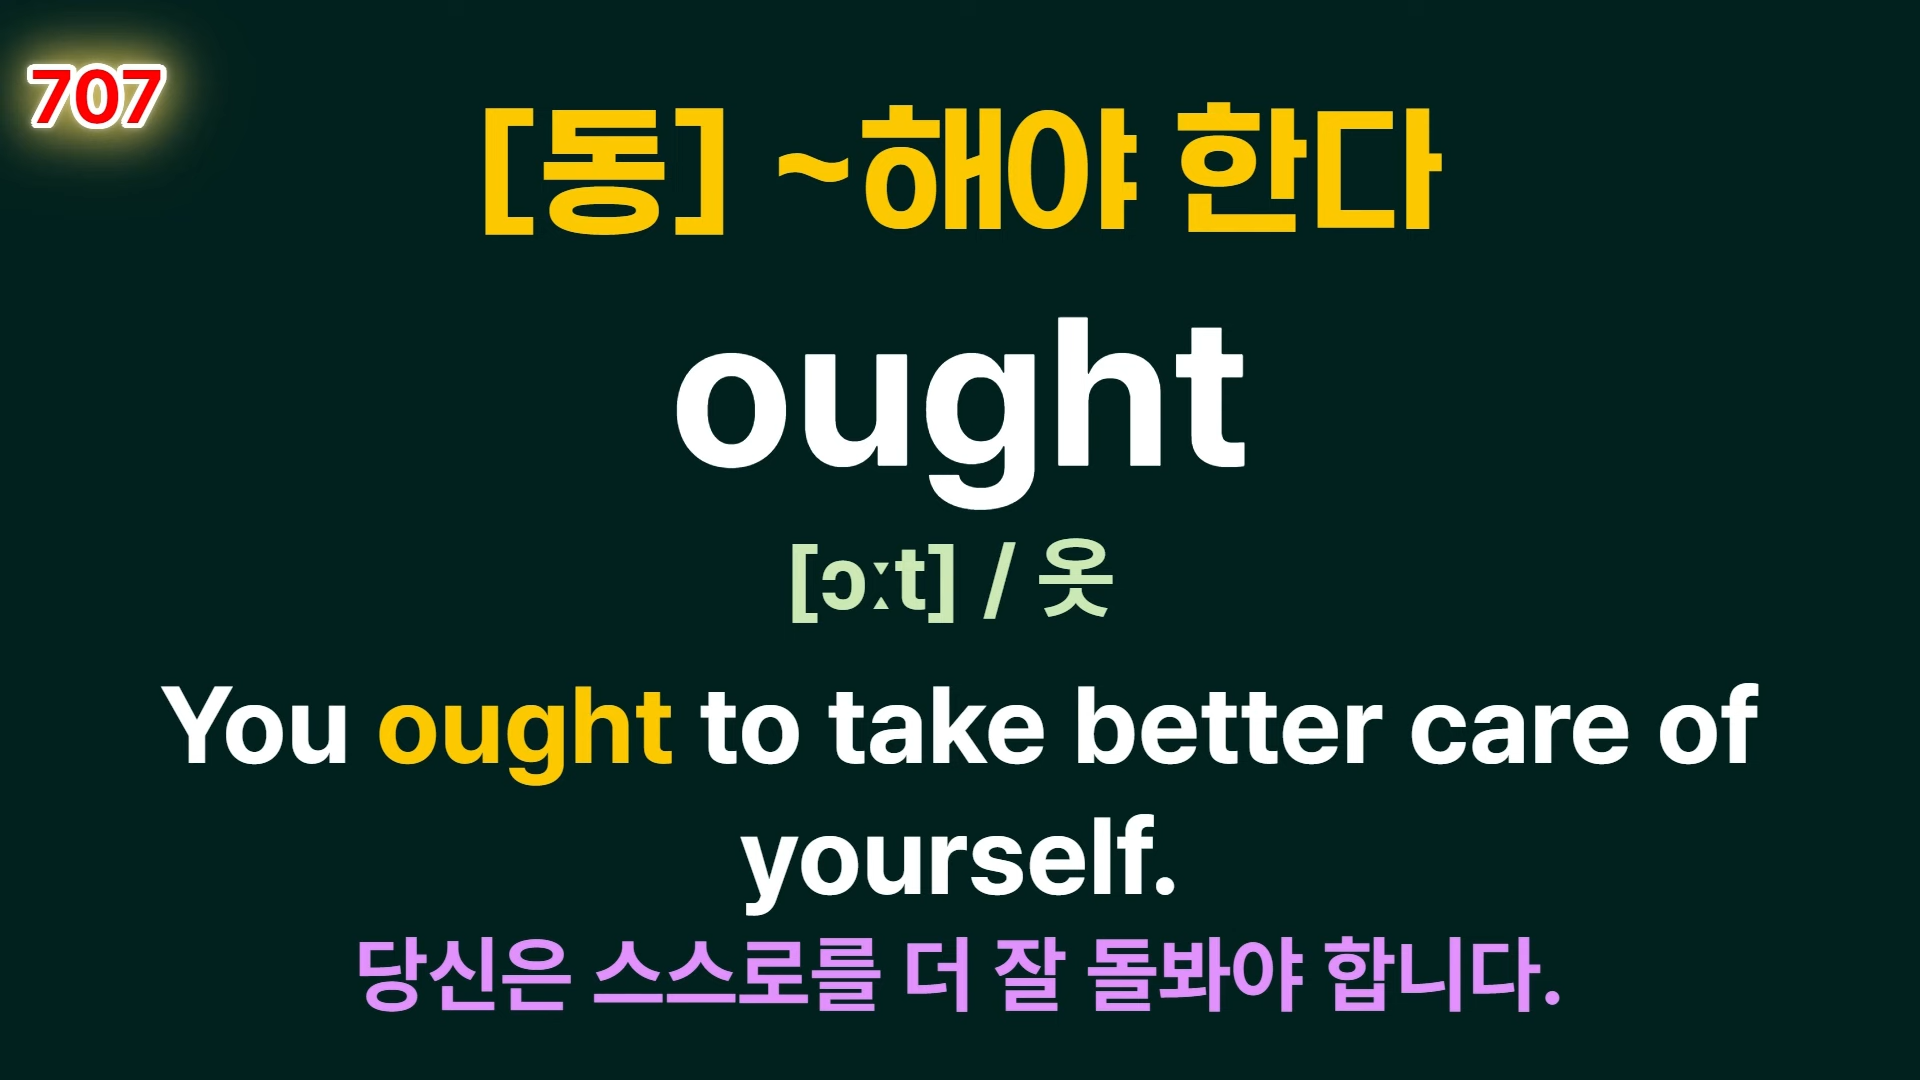 707
[동] ~해야 한다
ought
[ɔːt] / 옷
You ought to take better care of
yourself.
당신은 스스로를 더 잘 돌봐야 합니다.